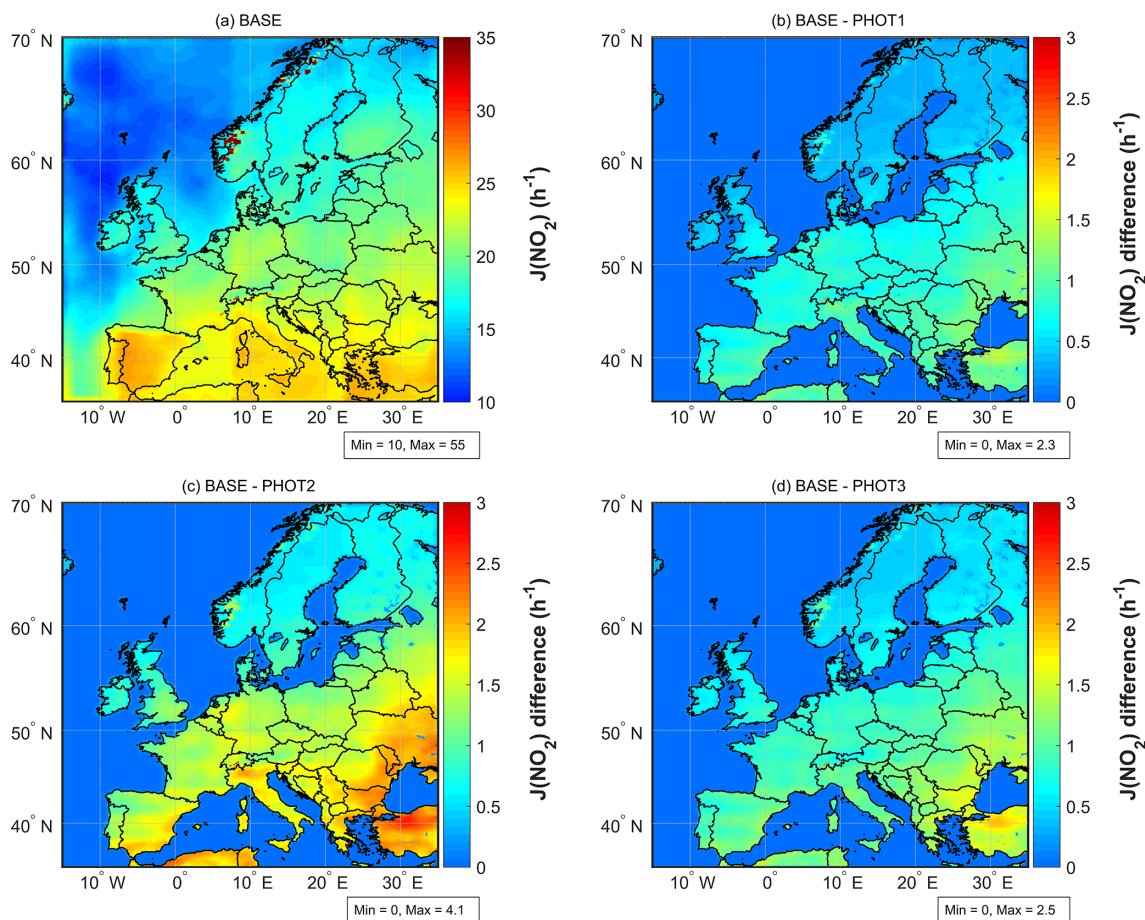 (a) BASE
70° N
60° N
50° N
40° N
10° W
0°
10° E
20° E
30° E
35
30
25
20
15
10
J(NO2) (h-1)
Min = 10, Max = 55
(b) BASE - PHOT1
70° N
60° N
50° N
40° N
10° W
0°
10° E
20° E
30° E
3
2.5
2
1.5
1
0.5
0
J(NO2) difference (h-1)
Min = 0, Max = 2.3
(c) BASE - PHOT2
70° N
60° N
50° N
40° N
10° W
0°
10° E
20° E
30° E
3
2.5
2
1.5
1
0.5
0
J(NO2) difference (h-1)
Min = 0, Max = 4.1
(d) BASE - PHOT3
70° N
60° N
50° N
40° N
10° W
0°
10° E
20° E
30° E
3
2.5
2
1.5
1
0.5
0
J(NO2) difference (h-1)
Min = 0, Max = 2.5